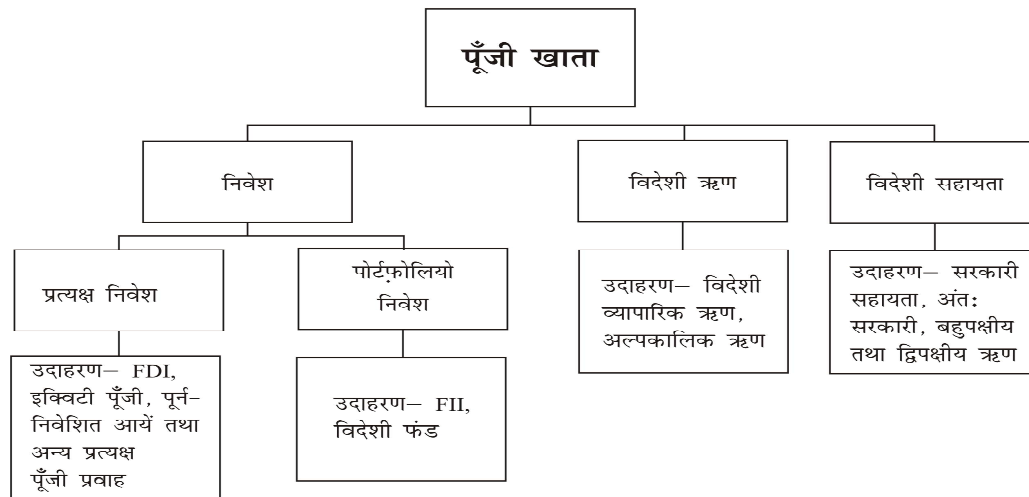 पूँजी खाता
निवेश
विदेशी ऋण
विदेशी सहायता
प्रत्यक्ष निवेश
पोर्टफ़ोलियो
निवेश
उदाहरण– विदेशी
व्यापारिक ऋण,
अल्पकालिक ऋण
उदाहरण– सरकारी
सहायता, अंत:
सरकारी, बहुपक्षीय
तथा द्विपक्षीय ऋण
उदाहरण– FDI,
इक्विटी पूँजी, पूर्न-
निवेशित आयें तथा
अन्य प्रत्यक्ष
पूँजी प्रवाह
उदाहरण– FII,
विदेशी फंड